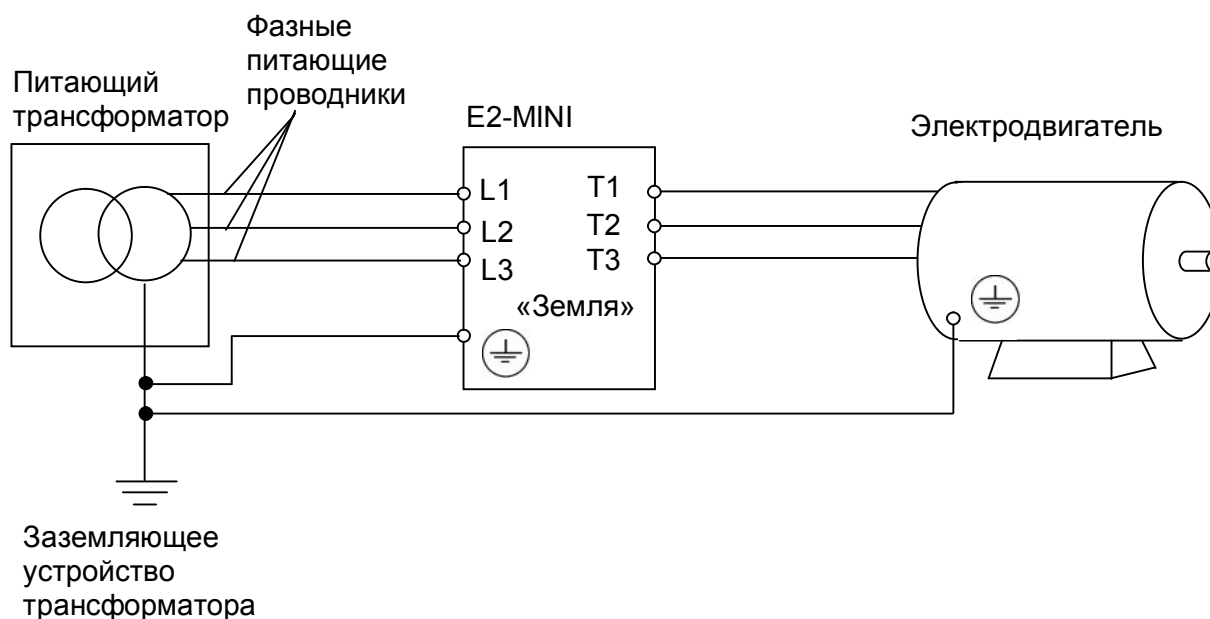 Фазные
питающие
проводники
Питающий
трансформатор
E2-MINI
Электродвигатель
L1
T1
L2
T2
L3
T3
«Земля»
Заземляющее
устройство
трансформатора